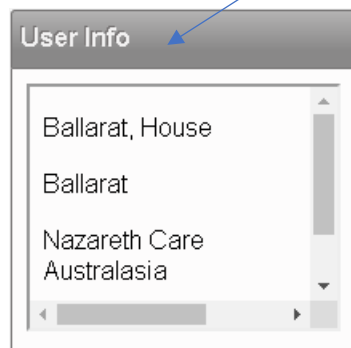 User Info
Ballarat, House
Ballarat
Nazareth Care
Australasia